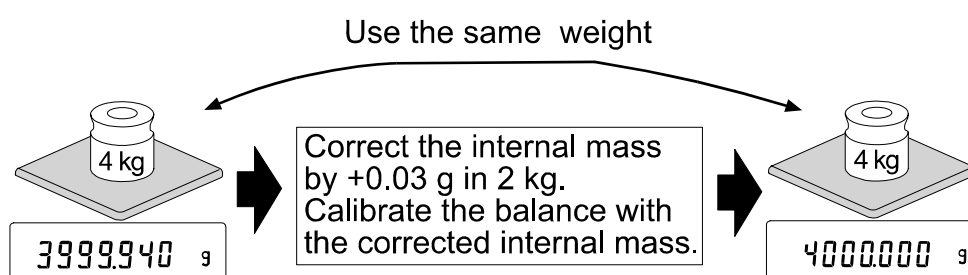 Use the same weight
4 kg
Correct the internal mass
by +0.03 g in 2 kg.
Calibrate the balance with
the corrected internal mass.
4 kg
3999.940 g
4000.000 g